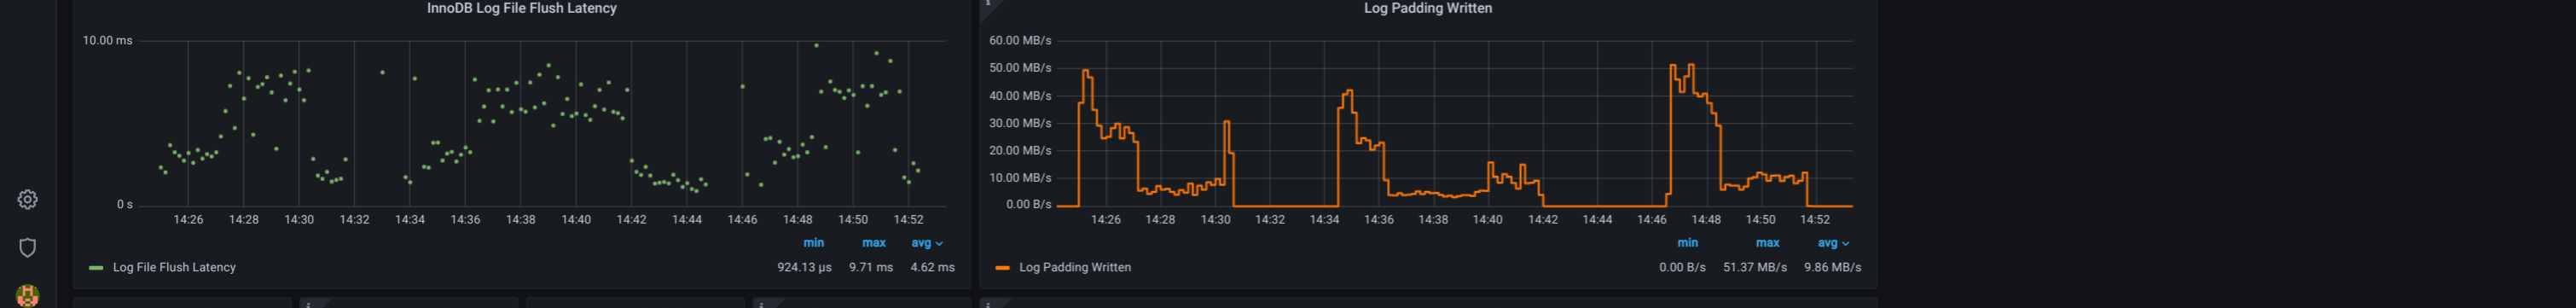 InnoDB Log File Flush Latency
10.00 ms
0 s
14:26 14:28 14:30 14:32 14:34 14:36 14:38 14:40 14:42 14:44 14:46 14:48 14:50 14:52
min max avg
Log File Flush Latency 924.13 µs 9.71 ms 4.62 ms
i
Log Padding Written
60.00 MB/s
50.00 MB/s
40.00 MB/s
30.00 MB/s
20.00 MB/s
10.00 MB/s
0.00 B/s
14:26 14:28 14:30 14:32 14:34 14:36 14:38 14:40 14:42 14:44 14:46 14:48 14:50 14:52
min max avg
Log Padding Written 0.00 B/s 51.37 MB/s 9.86 MB/s
i i i